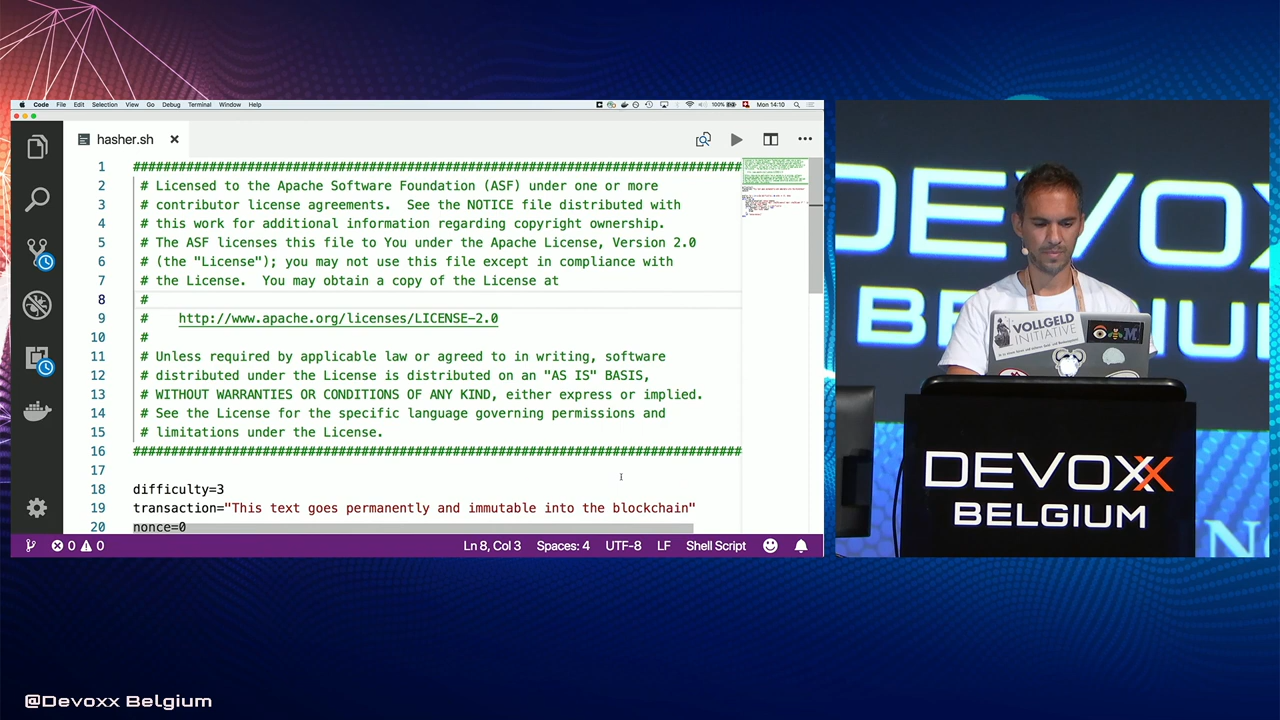 Code File Edit Selection View Go Debug Terminal Window Help
100% Mon 14:10
hasher.sh
1 ################################################################################
2 # Licensed to the Apache Software Foundation (ASF) under one or more
3 # contributor license agreements.  See the NOTICE file distributed with
4 # this work for additional information regarding copyright ownership.
5 # The ASF licenses this file to You under the Apache License, Version 2.0
6 # (the "License"); you may not use this file except in compliance with
7 # the License.  You may obtain a copy of the License at
8 #
9 #    http://www.apache.org/licenses/LICENSE-2.0
10 #
11 # Unless required by applicable law or agreed to in writing, software
12 # distributed under the License is distributed on an "AS IS" BASIS,
13 # WITHOUT WARRANTIES OR CONDITIONS OF ANY KIND, either express or implied.
14 # See the License for the specific language governing permissions and
15 # limitations under the License.
16 ################################################################################
17
18 difficulty=3
19 transaction="This text goes permanently and immutable into the blockchain"
20 nonce=0
0 0 Ln 8, Col 3 Spaces: 4 UTF-8 LF Shell Script
DEVOX
BELGIUM
VOLLGELD
INITIATIVE
M
DEVOXX
BELGIUM
@Devoxx Belgium